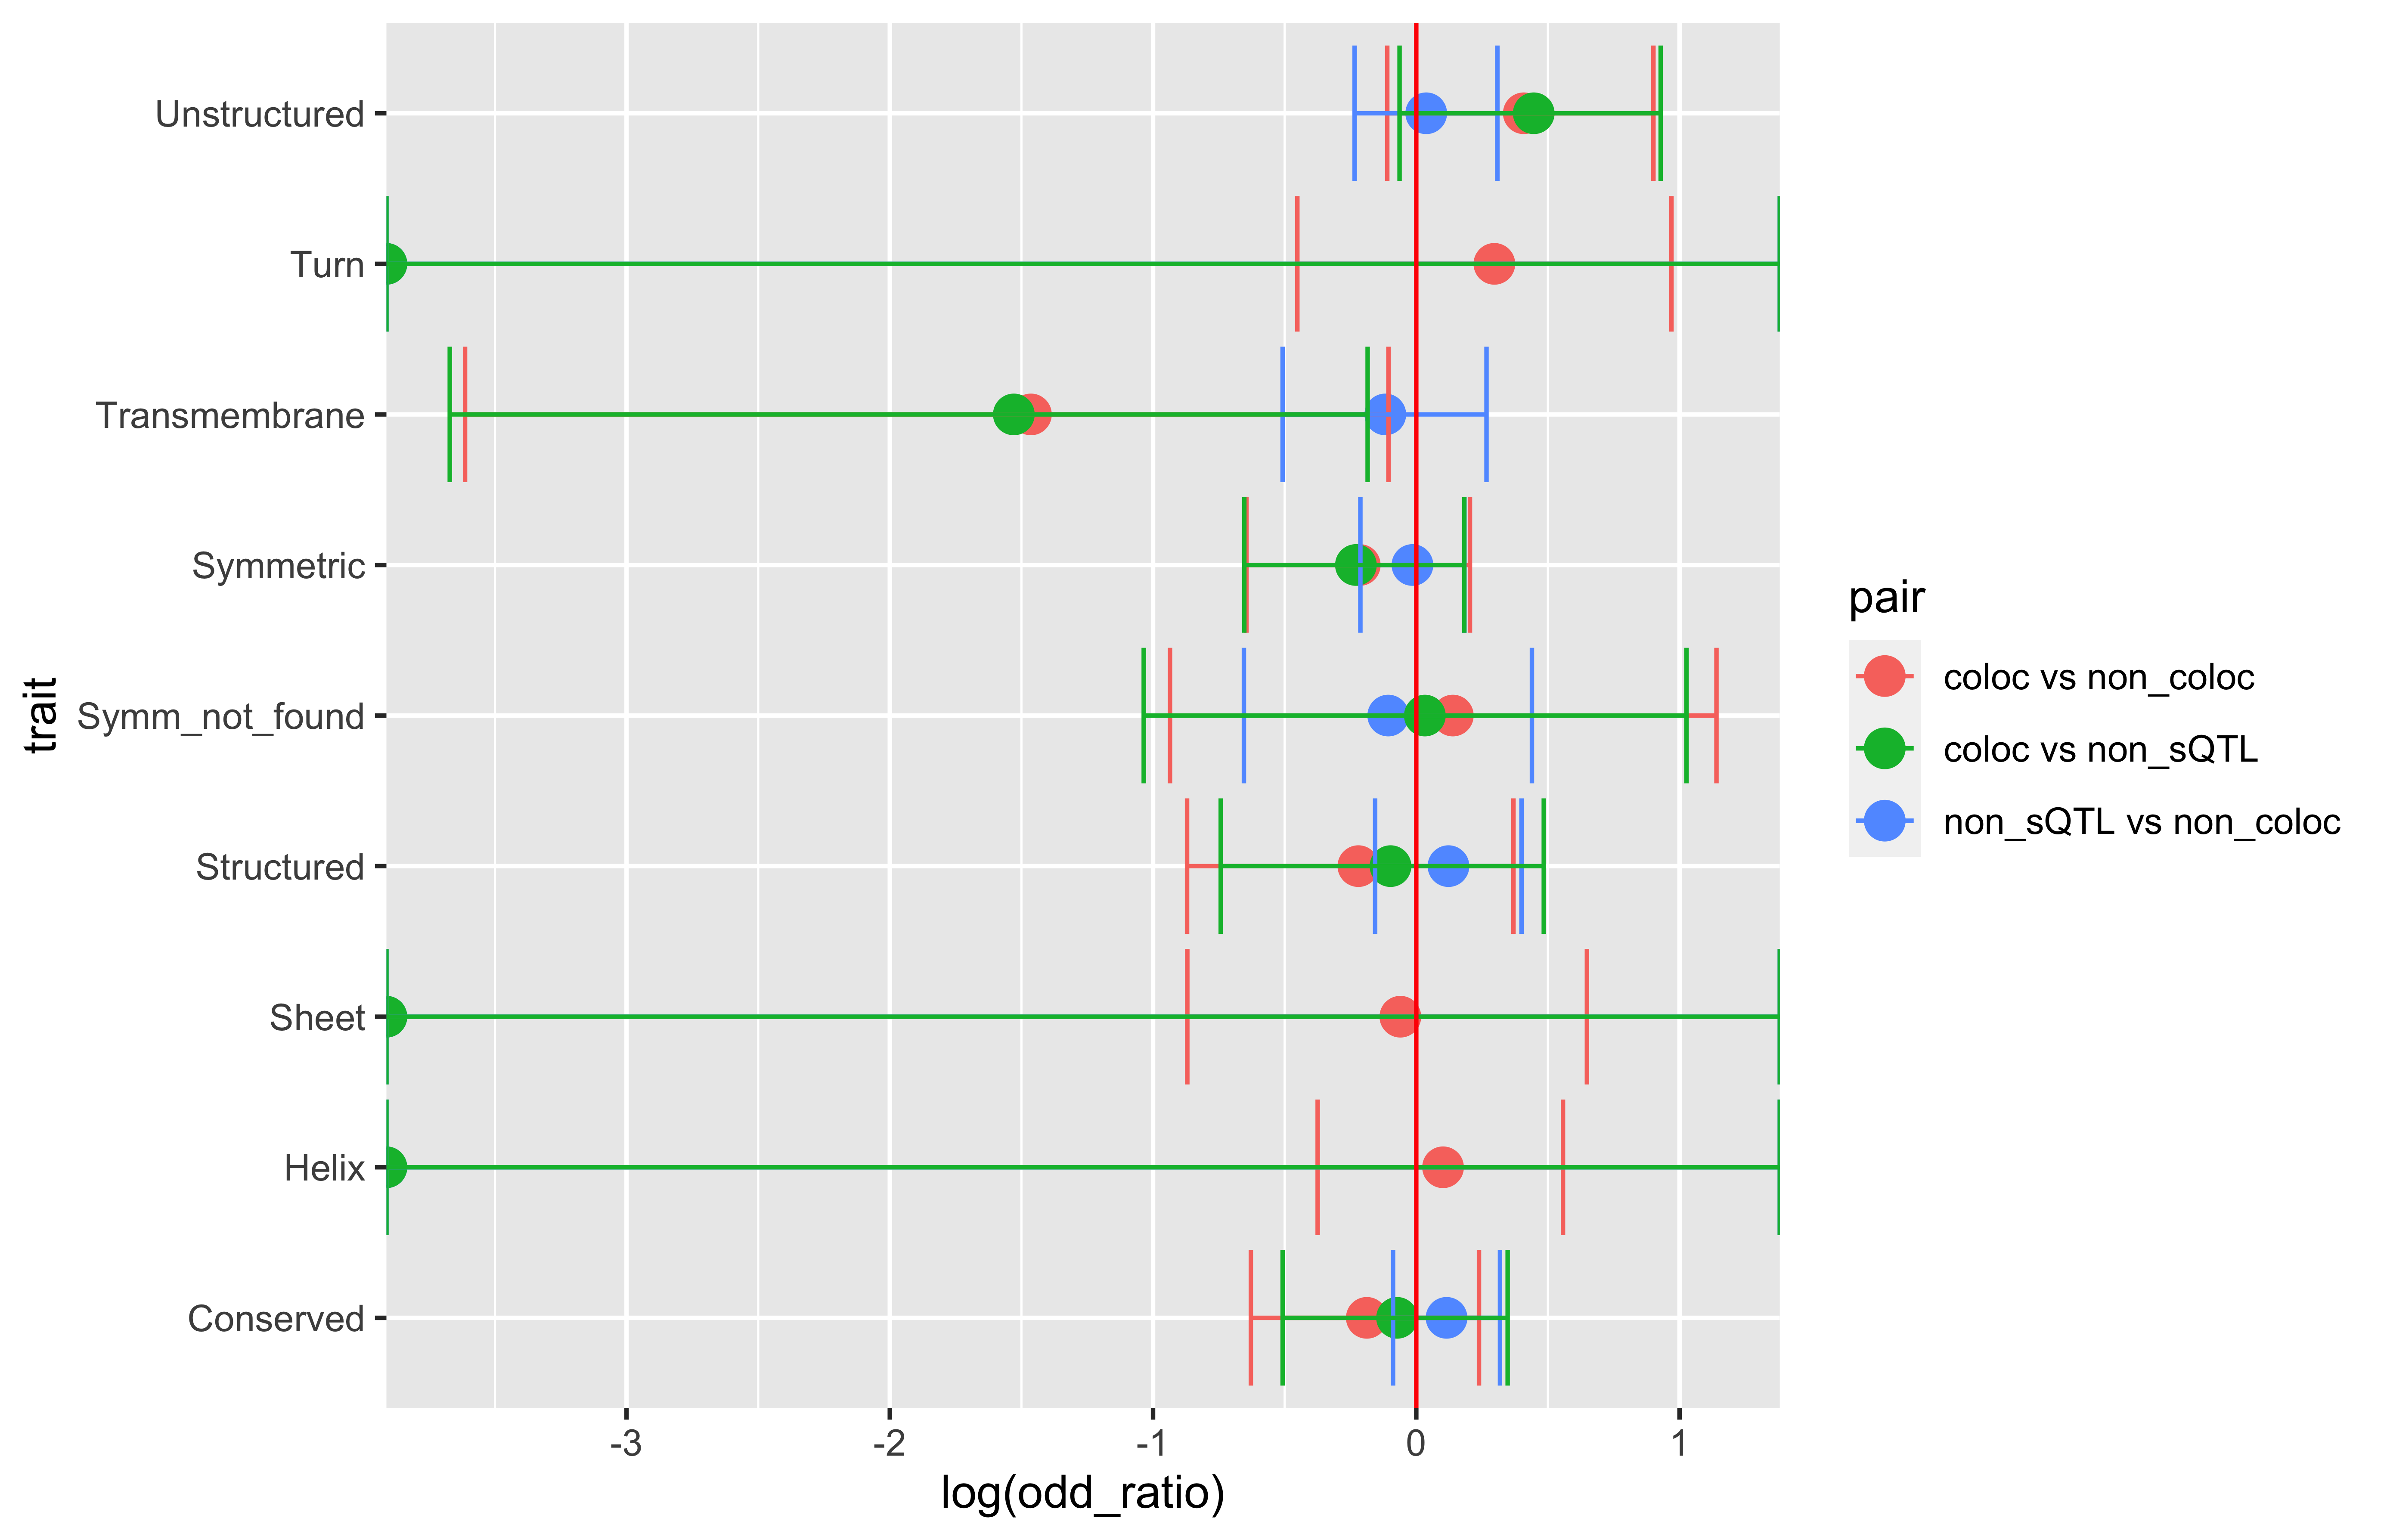 trait
Unstructured
Turn
Transmembrane
Symmetric
Symm_not_found
Structured
Sheet
Helix
Conserved
-3 -2 -1 0 1
log(odd_ratio)
pair
coloc vs non_coloc
coloc vs non_sQTL
non_sQTL vs non_coloc